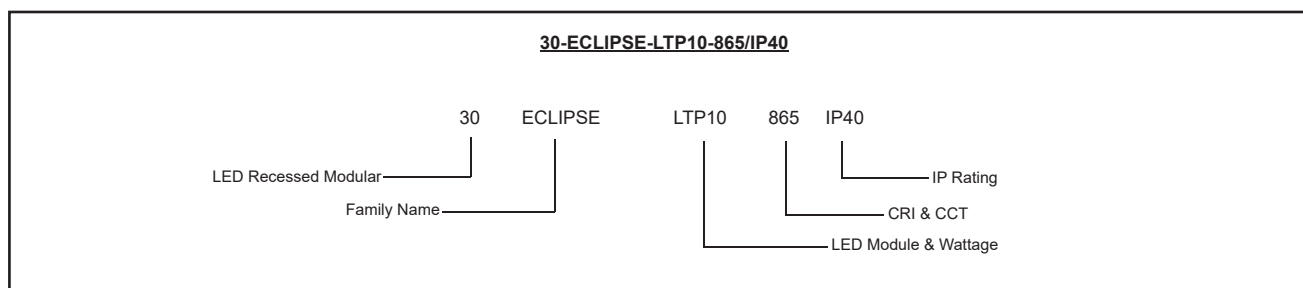 30-ECLIPSE-LTP10-865/IP40
30 ECLIPSE LTP10 865 IP40
LED Recessed Modular IP Rating
Family Name CRI & CCT
LED Module & Wattage